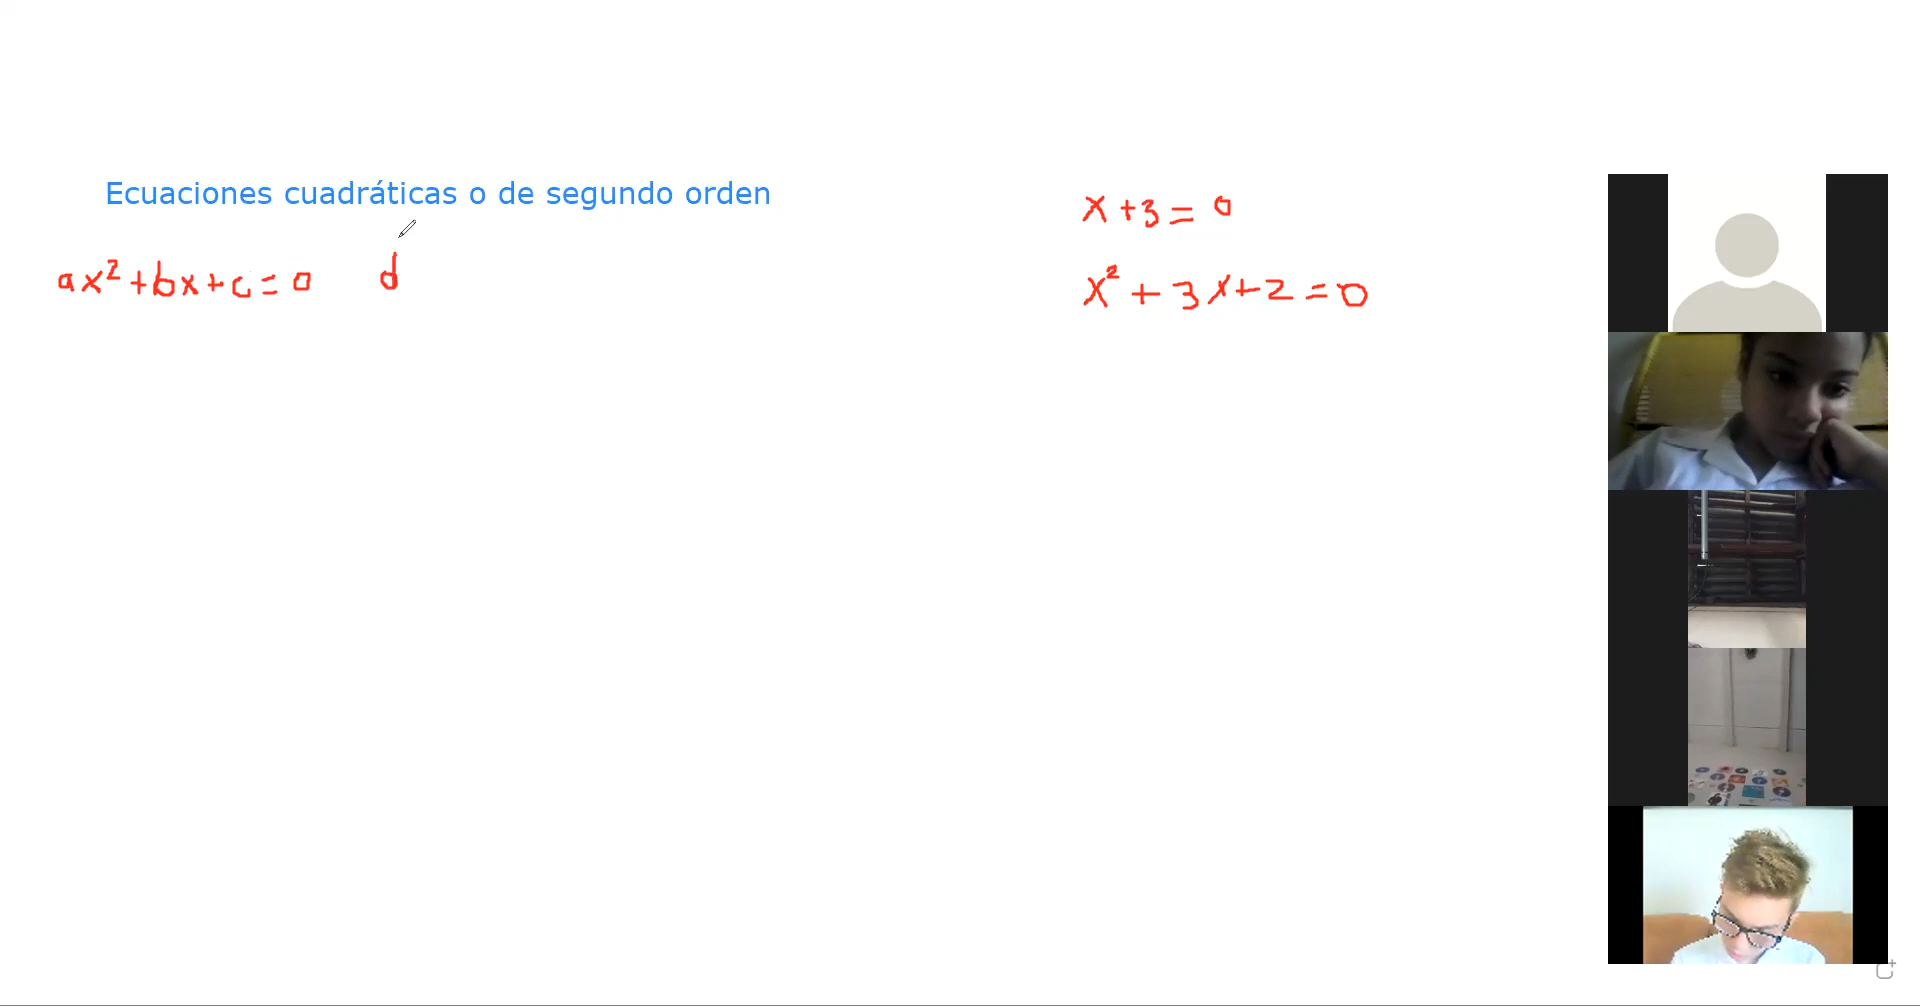 Ecuaciones cuadráticas o de segundo orden
ax²+bx+c=0 d
x+3=0
x²+3x+2=0